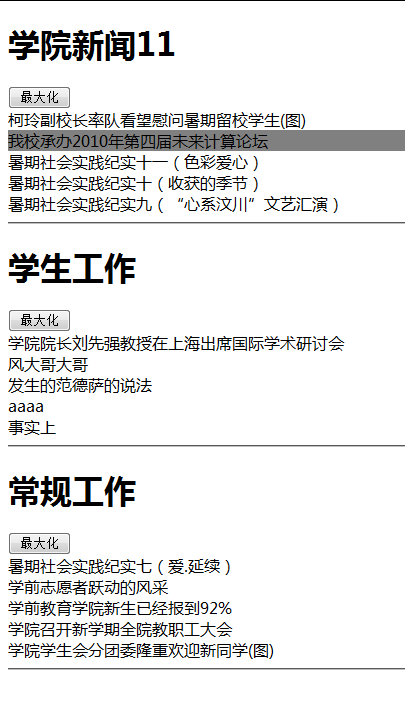 学院新闻11
最大化
柯玲副校长率队看望慰问暑期留校学生(图)
我校承办2010年第四届未来计算论坛
暑期社会实践纪实十一（色彩爱心）
暑期社会实践纪实十（收获的季节）
暑期社会实践纪实九（“心系汶川”文艺汇演）
学生工作
最大化
学院院长刘先强教授在上海出席国际学术研讨会
风大哥大哥
发生的范德萨的说法
aaaa
事实上
常规工作
最大化
暑期社会实践纪实七（爱.延续）
学前志愿者跃动的风采
学前教育学院新生已经报到92%
学院召开新学期全院教职工大会
学院学生会分团委隆重欢迎新同学(图)